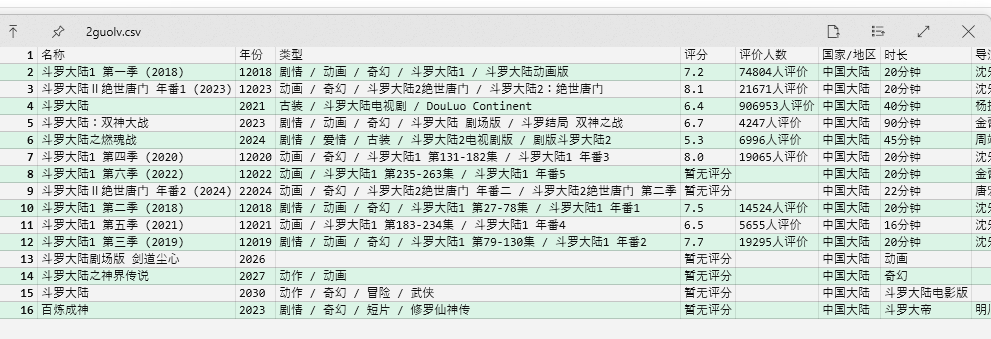 2guolv.csv
1 名称 年份 类型 评分 评价人数 国家/地区 时长
2 斗罗大陆1 第一季 (2018) 12018 剧情 / 动画 / 奇幻 / 斗罗大陆1 / 斗罗大陆动画版 7.2 74804人评价 中国大陆 20分钟
3 斗罗大陆Ⅱ绝世唐门 年番1 (2023) 12023 动画 / 奇幻 / 斗罗大陆2绝世唐门 / 斗罗大陆2：绝世唐门 8.1 21671人评价 中国大陆 20分钟
4 斗罗大陆 2021 古装 / 斗罗大陆电视剧 / DouLuo Continent 6.4 906953人评价 中国大陆 40分钟
5 斗罗大陆：双神大战 2023 剧情 / 动画 / 奇幻 / 斗罗大陆 剧场版 / 斗罗结局 双神之战 6.7 4247人评价 中国大陆 90分钟
6 斗罗大陆之燃魂战 2024 剧情 / 爱情 / 古装 / 斗罗大陆2电视剧版 / 剧版斗罗大陆2 5.3 6996人评价 中国大陆 45分钟
7 斗罗大陆1 第四季 (2020) 12020 动画 / 奇幻 / 斗罗大陆1 第131-182集 / 斗罗大陆1 年番3 8.0 19065人评价 中国大陆 20分钟
8 斗罗大陆1 第六季 (2022) 12022 动画 / 斗罗大陆1 第235-263集 / 斗罗大陆1 年番5 暂无评分 中国大陆 20分钟
9 斗罗大陆Ⅱ绝世唐门 年番2 (2024) 22024 动画 / 奇幻 / 斗罗大陆2绝世唐门 年番二 / 斗罗大陆2绝世唐门 第二季 暂无评分 中国大陆 22分钟
10 斗罗大陆1 第二季 (2018) 12018 剧情 / 动画 / 奇幻 / 斗罗大陆1 第27-78集 / 斗罗大陆1 年番1 7.5 14524人评价 中国大陆 20分钟
11 斗罗大陆1 第五季 (2021) 12021 动画 / 斗罗大陆1 第183-234集 / 斗罗大陆1 年番4 6.5 5655人评价 中国大陆 16分钟
12 斗罗大陆1 第三季 (2019) 12019 剧情 / 动画 / 奇幻 / 斗罗大陆1 第79-130集 / 斗罗大陆1 年番2 7.7 19295人评价 中国大陆 20分钟
13 斗罗大陆剧场版 剑道尘心 2026 暂无评分 中国大陆 动画
14 斗罗大陆之神界传说 2027 动作 / 动画 暂无评分 中国大陆 奇幻
15 斗罗大陆 2030 动作 / 奇幻 / 冒险 / 武侠 暂无评分 中国大陆 斗罗大陆电影版
16 百炼成神 2023 剧情 / 奇幻 / 短片 / 修罗仙神传 暂无评分 中国大陆 斗罗大帝